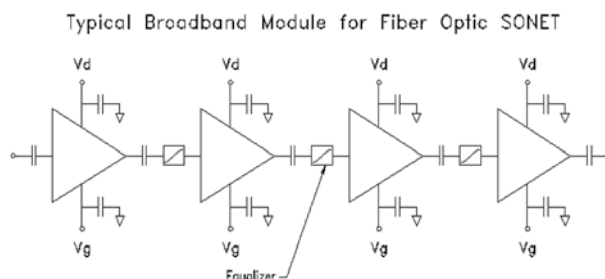 Typical Broadband Module for Fiber Optic SONET
Vd Vd Vd Vd
Vg Vg Vg Vg
Equalizer